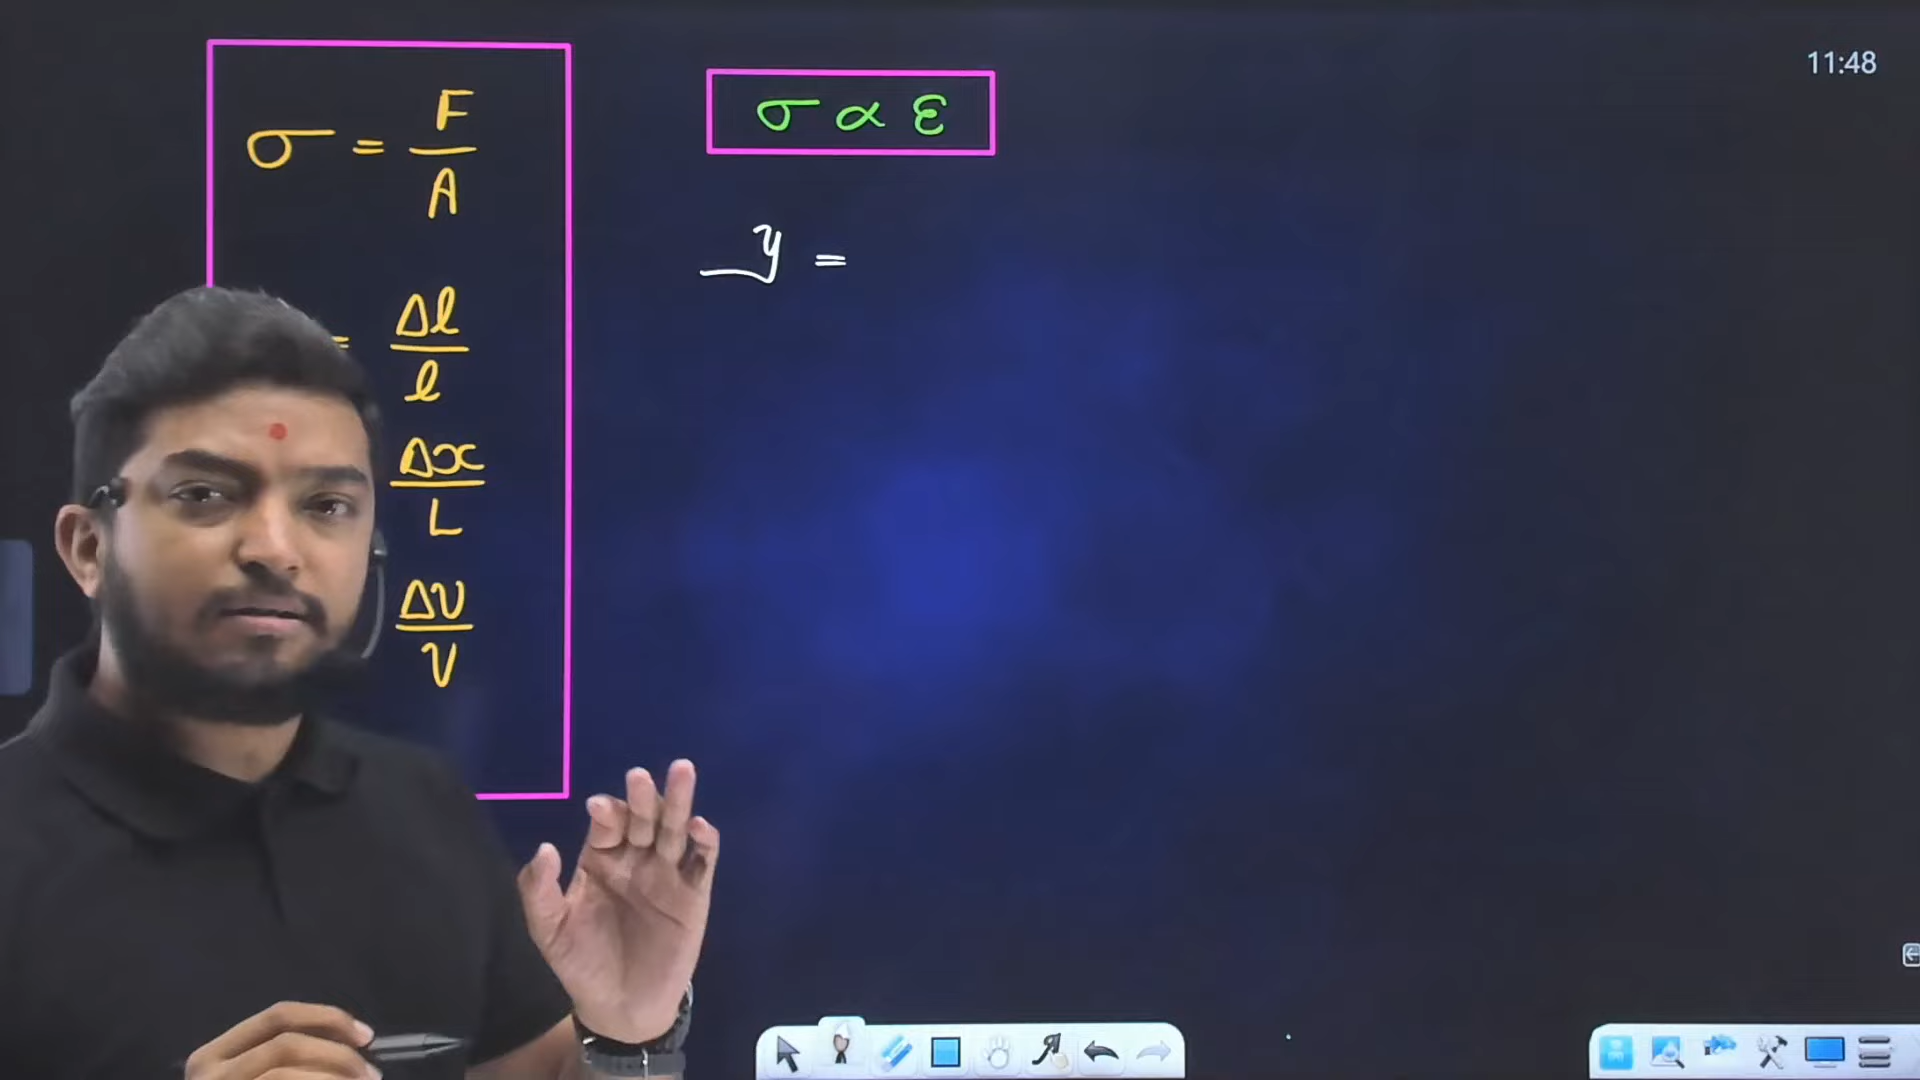 σ = F/A
= Δl/l
Δx/L
ΔV/V
σ ∝ ε
y =
11:48